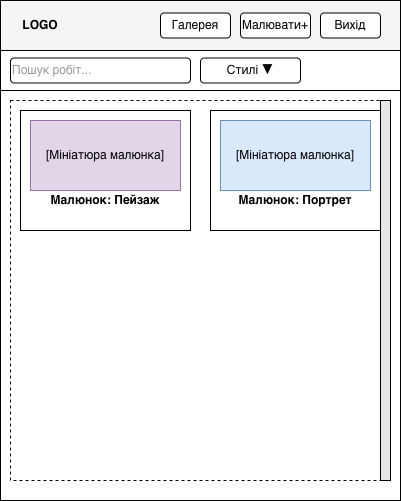 LOGO
Галерея
Малювати+
Вихід
Пошук робіт...
Стилі ▼
[Мініатюра малюнка]
[Мініатюра малюнка]
Малюнок: Пейзаж
Малюнок: Портрет